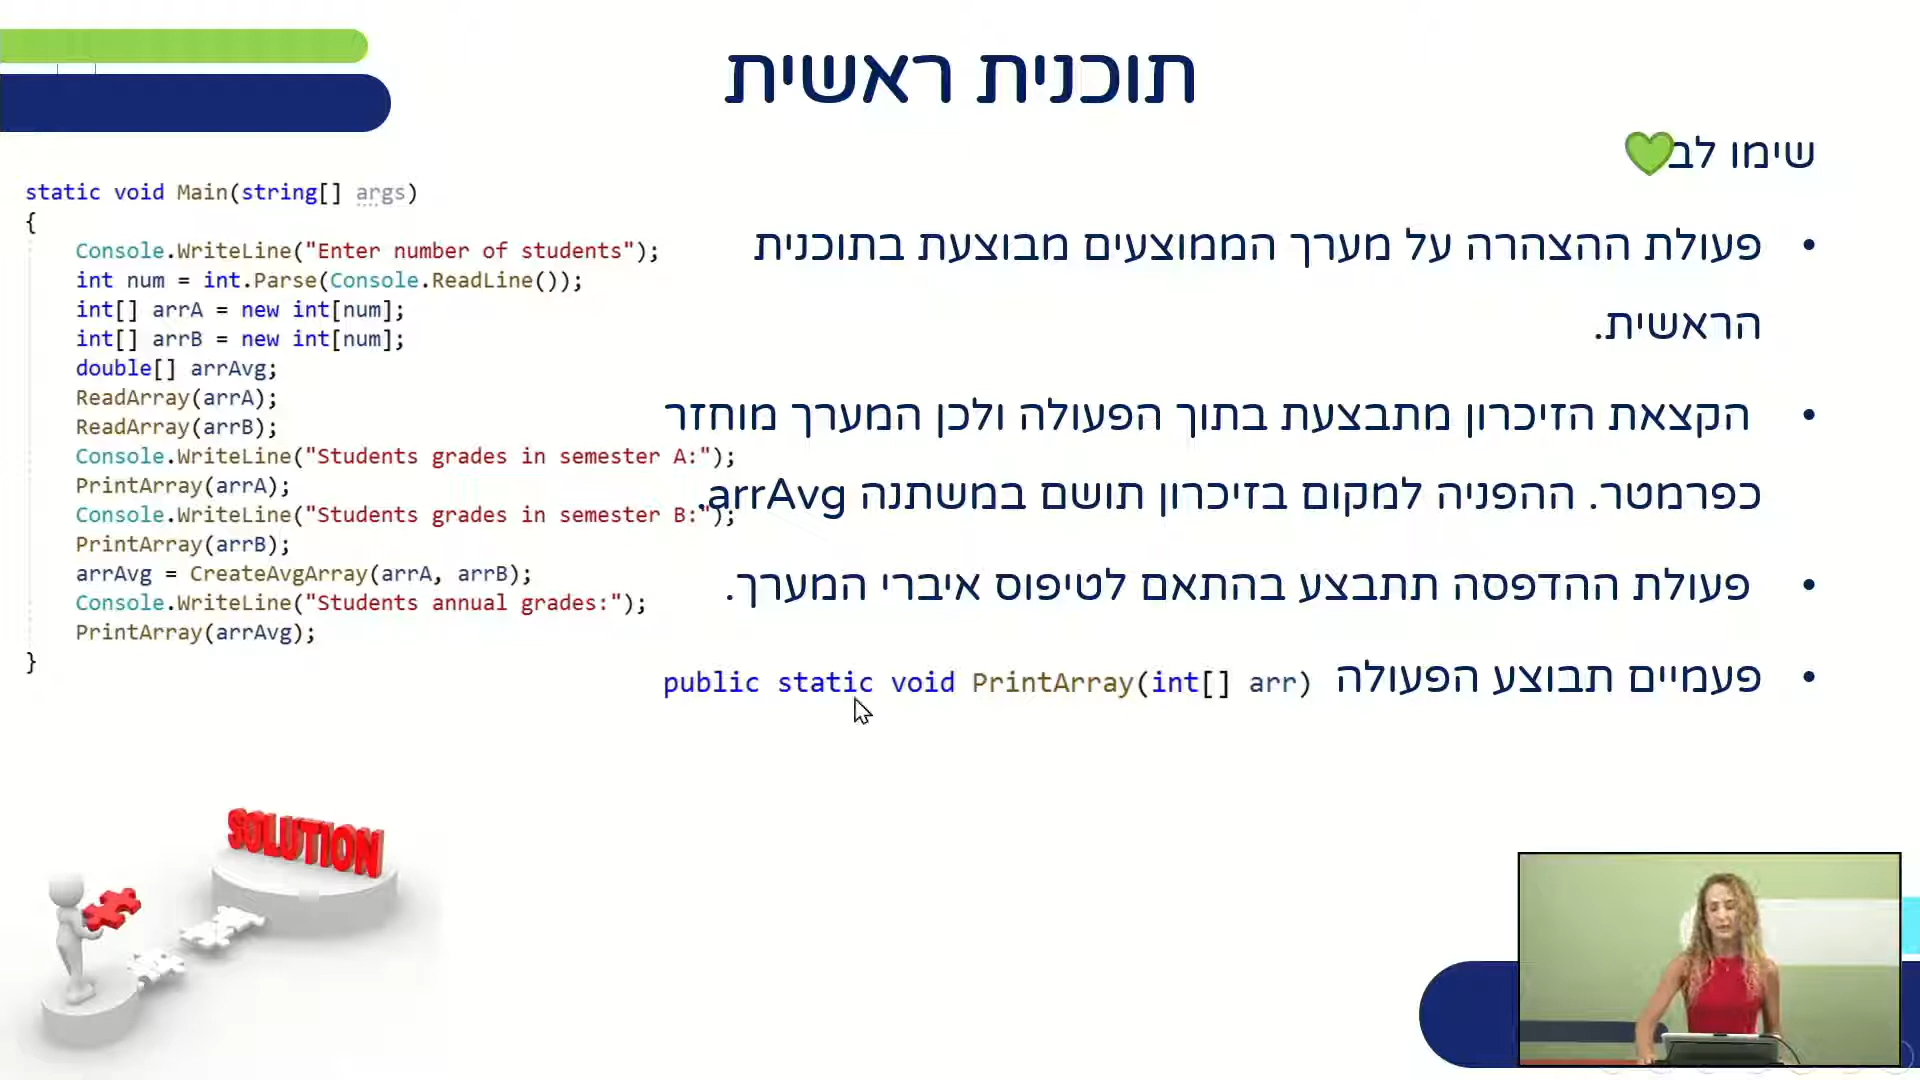 תוכנית ראשית
שימו לב
פעולת ההצהרה על מערך הממוצעים מבוצעת בתוכנית
הראשית.
הקצאת הזיכרון מתבצעת בתוך הפעולה ולכן המערך מוחזר
כפרמטר. ההפניה למקום בזיכרון תושם במשתנה arrAvg.
פעולת ההדפסה תתבצע בהתאם לטיפוס איברי המערך.
פעמיים תבוצע הפעולה public static void PrintArray(int[] arr)
static void Main(string[] args)
{
Console.WriteLine("Enter number of students");
int num = int.Parse(Console.ReadLine());
int[] arrA = new int[num];
int[] arrB = new int[num];
double[] arrAvg;
ReadArray(arrA);
ReadArray(arrB);
Console.WriteLine("Students grades in semester A:");
PrintArray(arrA);
Console.WriteLine("Students grades in semester B:");
PrintArray(arrB);
arrAvg = CreateAvgArray(arrA, arrB);
Console.WriteLine("Students annual grades:");
PrintArray(arrAvg);
}
SOLUTION